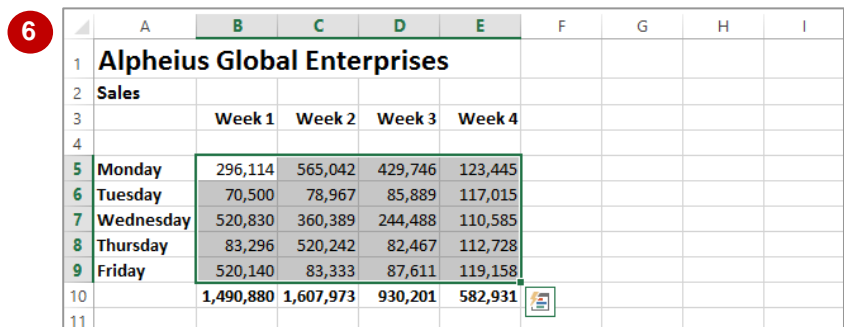 6
A B C D E F G H I
1 Alpheius Global Enterprises
2 Sales
3 Week 1 Week 2 Week 3 Week 4
4
5 Monday 296,114 565,042 429,746 123,445
6 Tuesday 70,500 78,967 85,889 117,015
7 Wednesday 520,830 360,389 244,488 110,585
8 Thursday 83,296 520,242 82,467 112,728
9 Friday 520,140 83,333 87,611 119,158
10 1,490,880 1,607,973 930,201 582,931
11